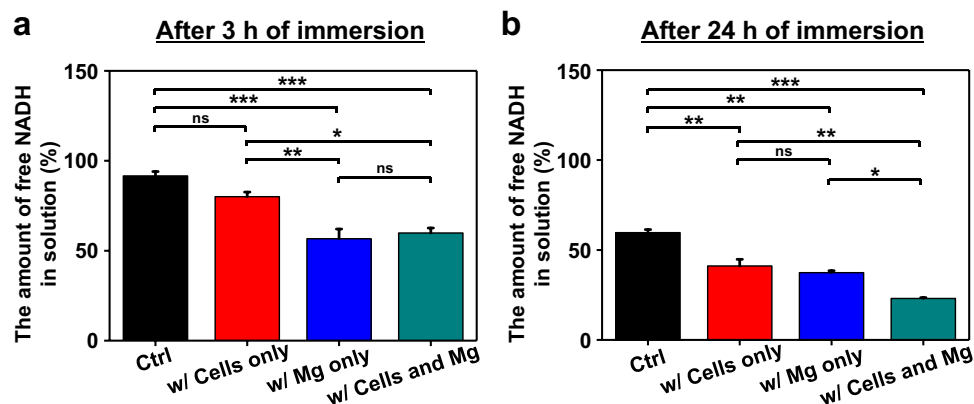 a
After 3 h of immersion
The amount of free NADH
in solution (%)
150
100
50
0
***
***
ns
*
**
ns
Ctrl
w/ Cells only
w/ Mg only
w/ Cells and Mg
b
After 24 h of immersion
The amount of free NADH
in solution (%)
150
100
50
0
***
**
**
**
ns
*
Ctrl
w/ Cells only
w/ Mg only
w/ Cells and Mg